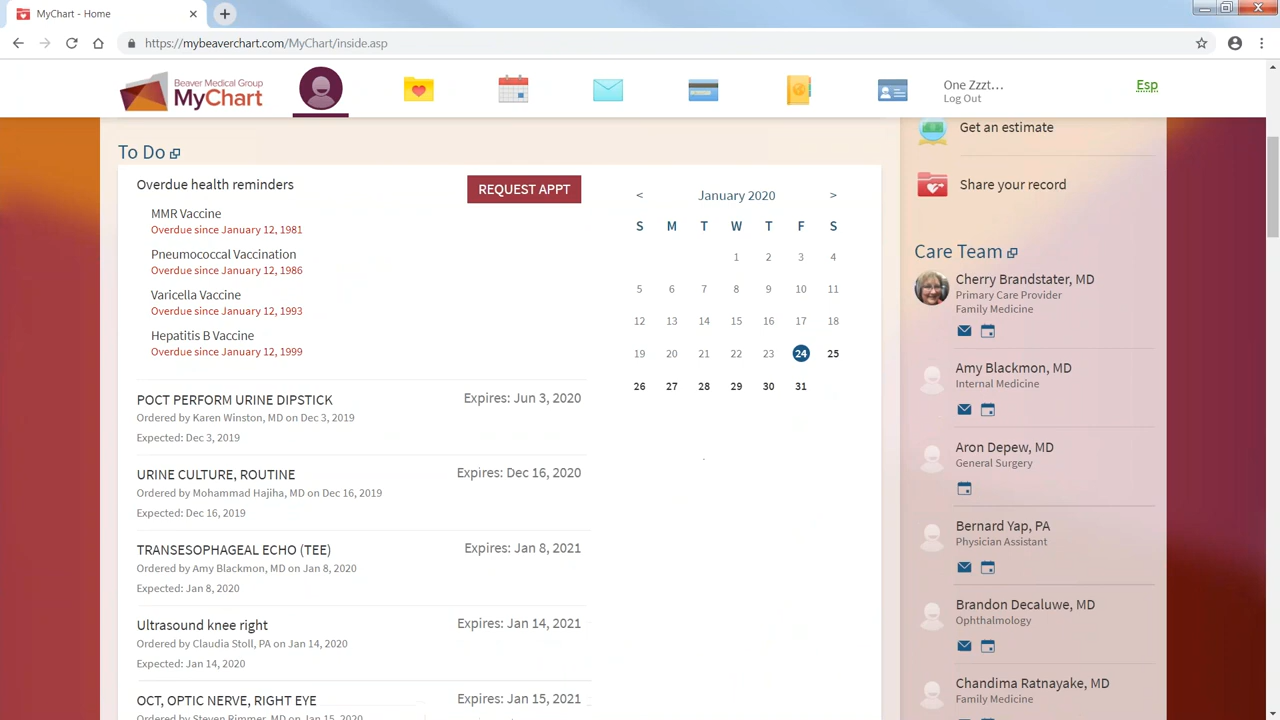 MyChart - Home
https://mybeaverchart.com/MyChart/inside.asp
Beaver Medical Group
MyChart
One Zzzt...
Log Out
Esp
To Do
Overdue health reminders
REQUEST APPT
MMR Vaccine
Overdue since January 12, 1981
Pneumococcal Vaccination
Overdue since January 12, 1986
Varicella Vaccine
Overdue since January 12, 1993
Hepatitis B Vaccine
Overdue since January 12, 1999
POCT PERFORM URINE DIPSTICK
Expires: Jun 3, 2020
Ordered by Karen Winston, MD on Dec 3, 2019
Expected: Dec 3, 2019
URINE CULTURE, ROUTINE
Expires: Dec 16, 2020
Ordered by Mohammad Hajiha, MD on Dec 16, 2019
Expected: Dec 16, 2019
TRANSESOPHAGEAL ECHO (TEE)
Expires: Jan 8, 2021
Ordered by Amy Blackmon, MD on Jan 8, 2020
Expected: Jan 8, 2020
Ultrasound knee right
Expires: Jan 14, 2021
Ordered by Claudia Stoll, PA on Jan 14, 2020
Expected: Jan 14, 2020
OCT, OPTIC NERVE, RIGHT EYE
Expires: Jan 15, 2021
Ordered by Steven Rimmer, MD on Jan 15, 2020
< January 2020 >
S M T W T F S
1 2 3 4
5 6 7 8 9 10 11
12 13 14 15 16 17 18
19 20 21 22 23 24 25
26 27 28 29 30 31
Get an estimate
Share your record
Care Team
Cherry Brandstater, MD
Primary Care Provider
Family Medicine
Amy Blackmon, MD
Internal Medicine
Aron Depew, MD
General Surgery
Bernard Yap, PA
Physician Assistant
Brandon Decaluwe, MD
Ophthalmology
Chandima Ratnayake, MD
Family Medicine